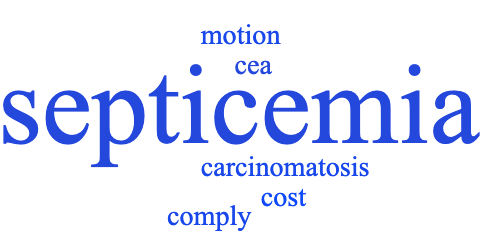 motion
cea
septicemia
carcinomatosis
cost
comply